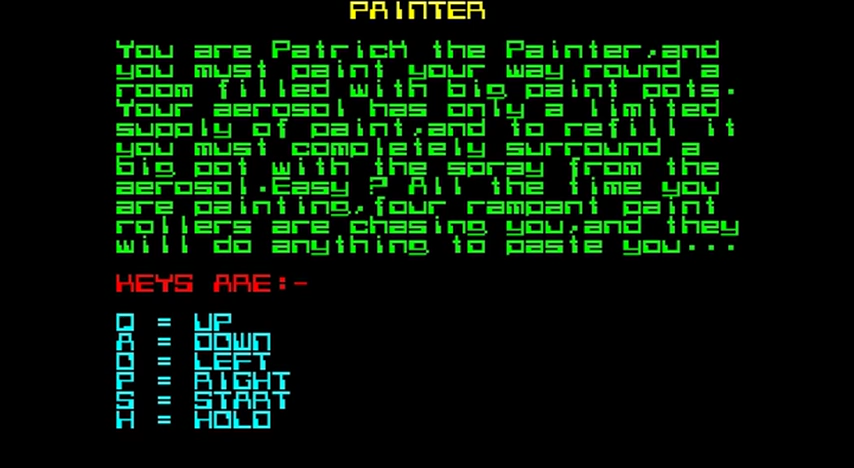 PAINTER
You are Patrick the Painter,and
you must paint your way round a
room filled with big paint pots.
Your aerosol has only a limited
supply of paint,and to refill it
you must completely surround a
big pot with the spray from the
aerosol.Easy ? All the time you
are painting,four rampant paint
rollers are chasing you,and they
will do anything to paste you...
KEYS ARE:-
Q = UP
A = DOWN
O = LEFT
P = RIGHT
S = START
H = HOLD